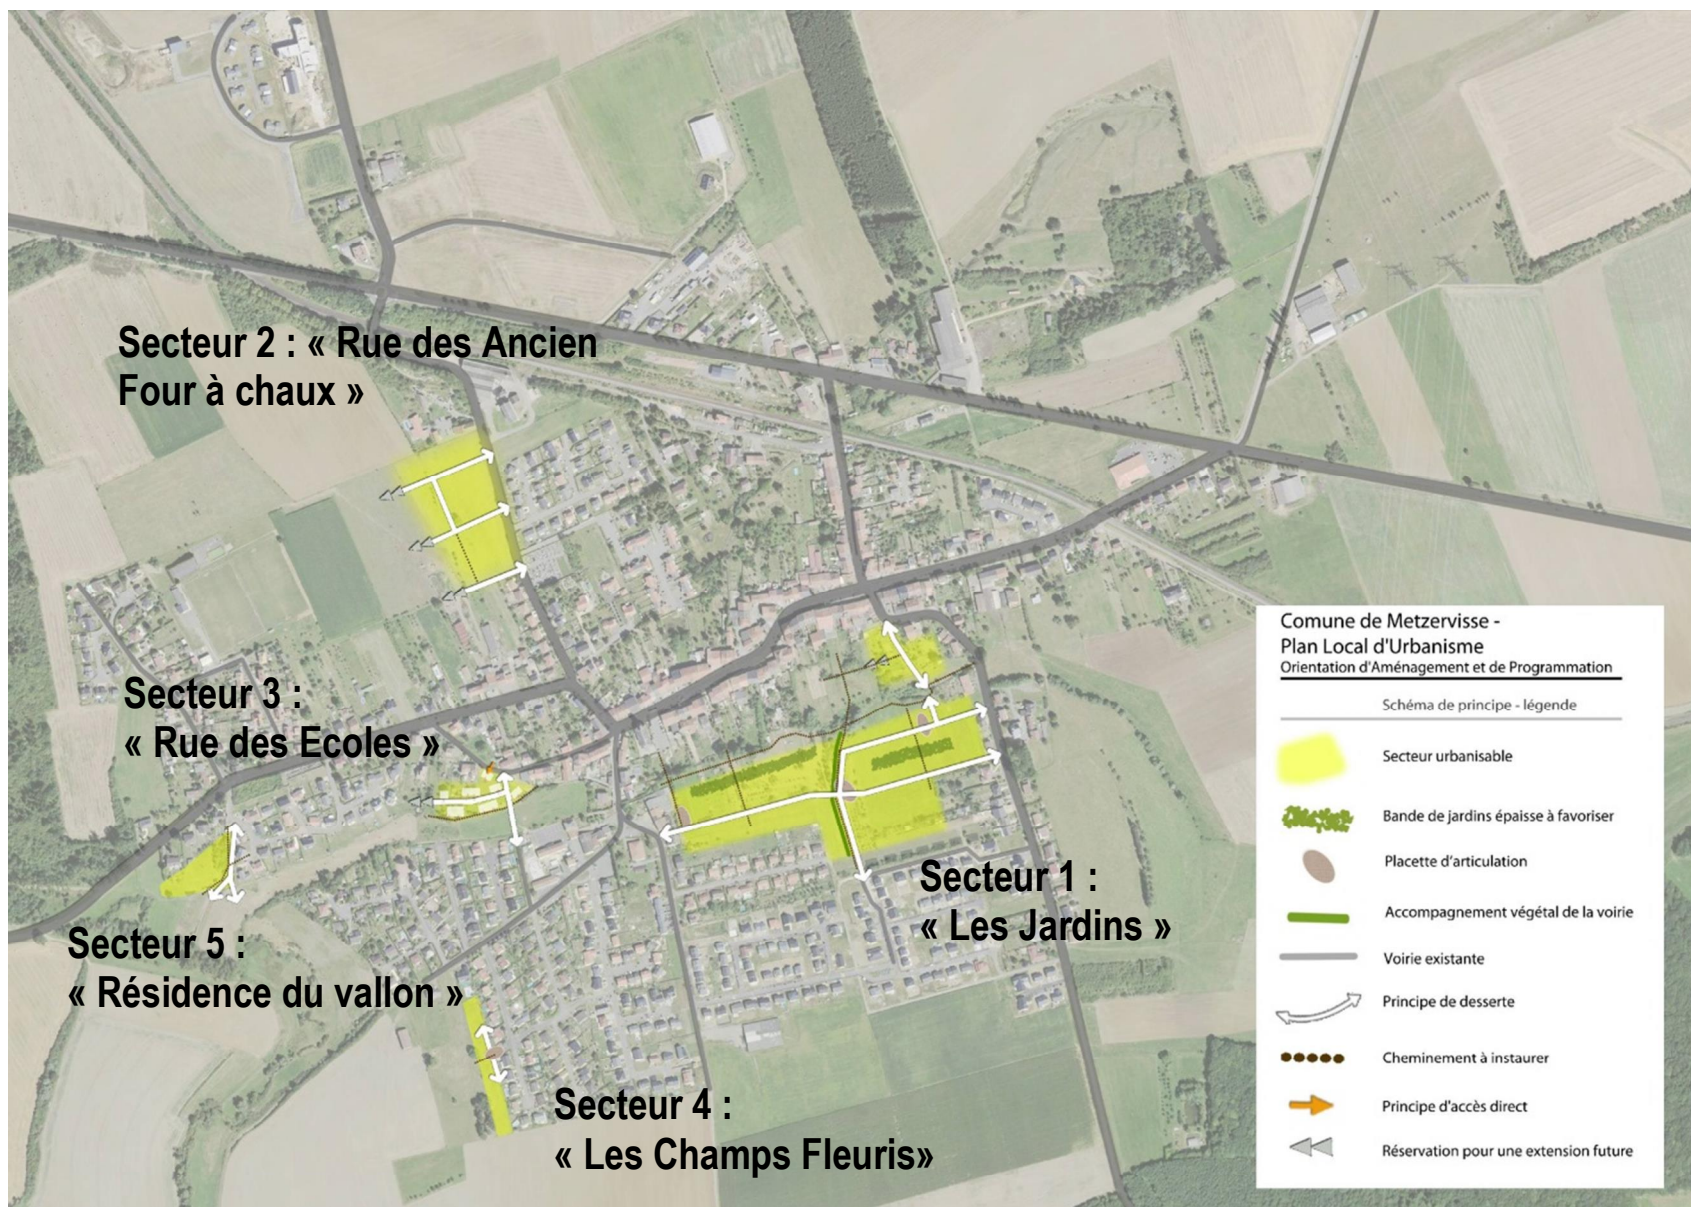 Secteur 2 : « Rue des Ancien
Four à chaux »
Secteur 3 :
« Rue des Ecoles »
Secteur 5 :
« Résidence du vallon »
Secteur 1 :
« Les Jardins »
Secteur 4 :
« Les Champs Fleuris»
Comune de Metzervisse -
Plan Local d'Urbanisme
Orientation d'Aménagement et de Programmation
Schéma de principe - légende
Secteur urbanisable
Bande de jardins épaisse à favoriser
Placette d'articulation
Accompagnement végétal de la voirie
Voirie existante
Principe de desserte
Cheminement à instaurer
Principe d'accès direct
Réservation pour une extension future